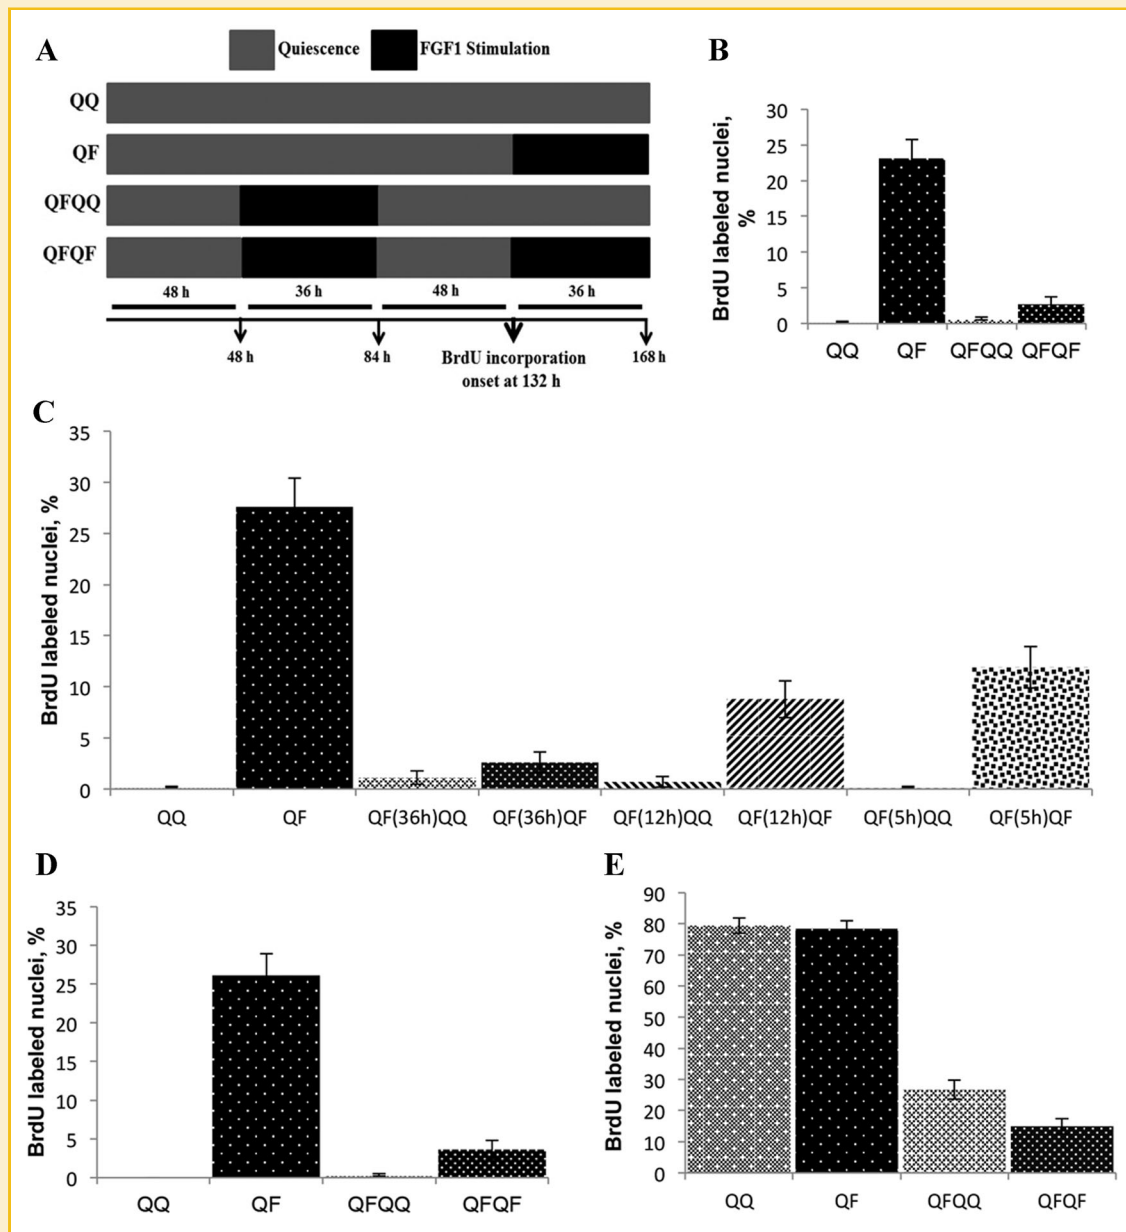 A
Quiescence
FGF1 Stimulation
QQ
QF
QFQQ
QFQF
48 h
36 h
48 h
36 h
48 h
84 h
BrdU incorporation
onset at 132 h
168 h
B
BrdU labeled nuclei,
%
30
25
20
15
10
5
0
QQ
QF
QFQQ
QFQF
C
BrdU labeled nuclei, %
35
30
25
20
15
10
5
0
QQ
QF
QF(36h)QQ
QF(36h)QF
QF(12h)QQ
QF(12h)QF
QF(5h)QQ
QF(5h)QF
D
BrdU labeled nuclei, %
35
30
25
20
15
10
5
0
QQ
QF
QFQQ
QFQF
E
BrdU labeled nuclei, %
90
80
70
60
50
40
30
20
10
0
QQ
QF
QFQQ
QFQF